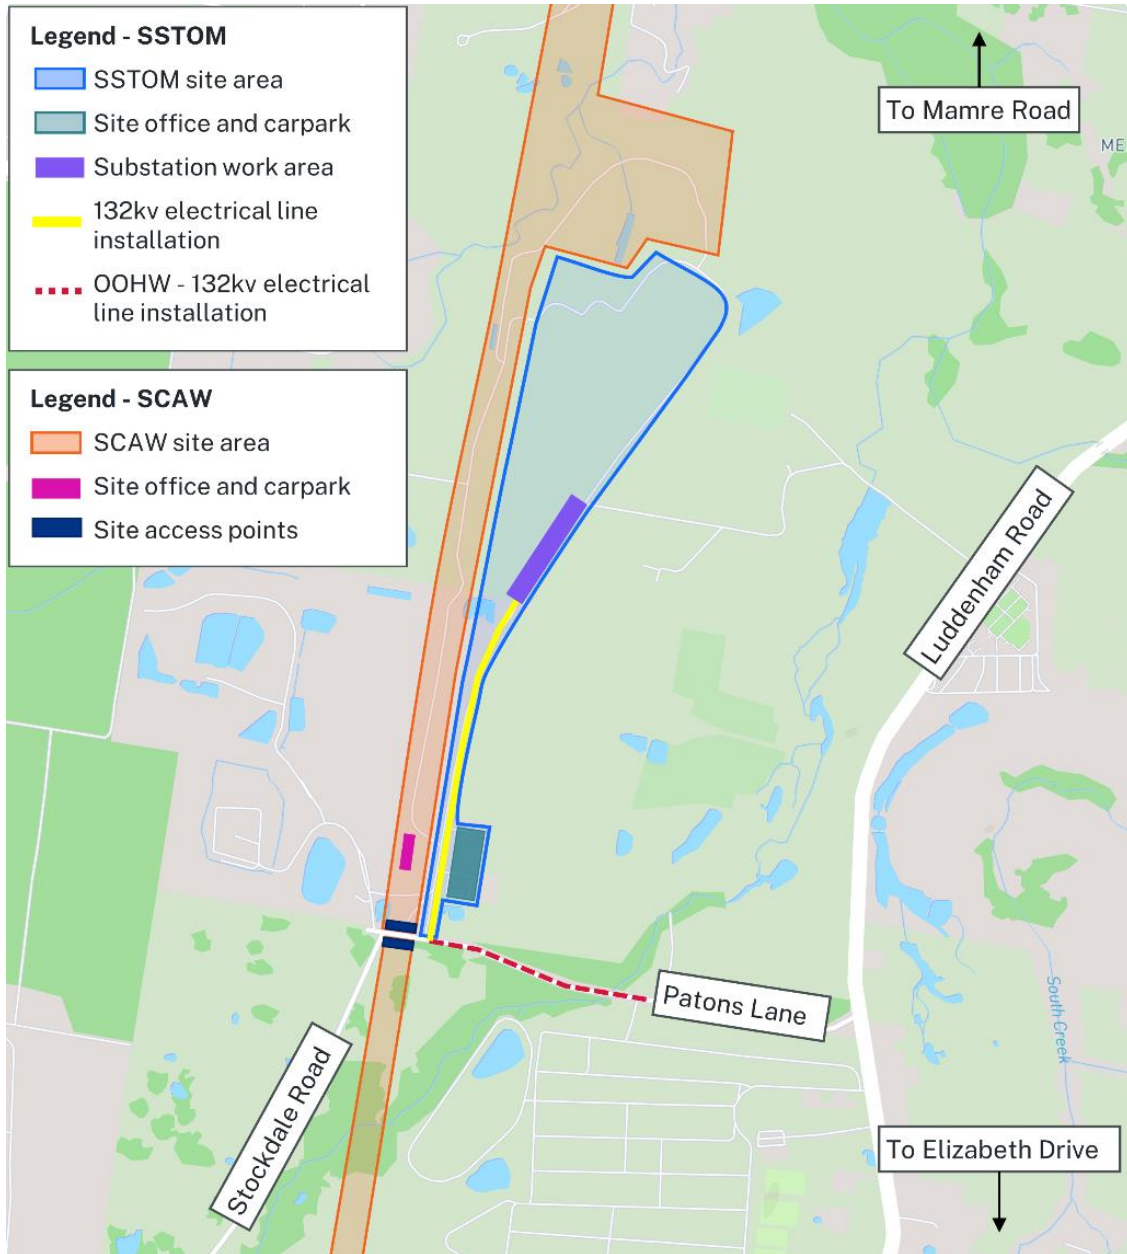 Legend - SSTOM
SSTOM site area
Site office and carpark
Substation work area
132kv electrical line
installation
OOHW - 132kv electrical
line installation
Legend - SCAW
SCAW site area
Site office and carpark
Site access points
To Mamre Road
ME
Luddenham Road
Patons Lane
South Creek
Stockdale Road
To Elizabeth Drive